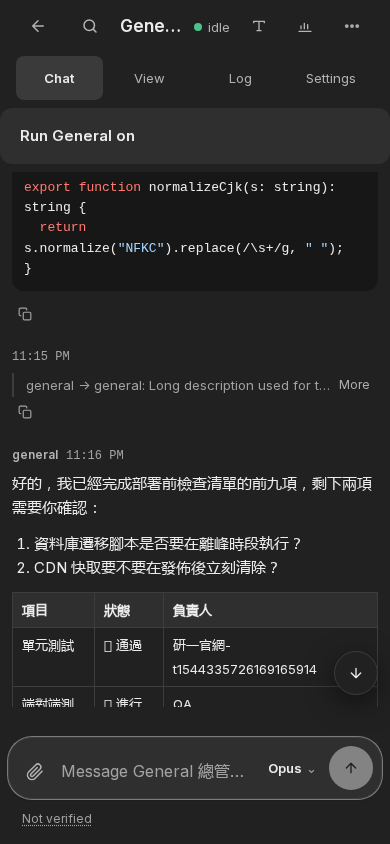 Gene... idle
Chat View Log Settings
Run General on
export function normalizeCjk(s: string):
string {
return
s.normalize("NFKC").replace(/\s+/g, " ");
}
11:15 PM
general → general: Long description used for t... More
general 11:16 PM
好的，我已經完成部署前檢查清單的前九項，剩下兩項
需要你確認：
1. 資料庫遷移腳本是否要在離峰時段執行？
2. CDN 快取要不要在發佈後立刻清除？
項目 狀態 負責人
單元測試 通過 研一官網-
t1544335726169165914
端對端測 進行 QA
Message General 總管... Opus
Not verified